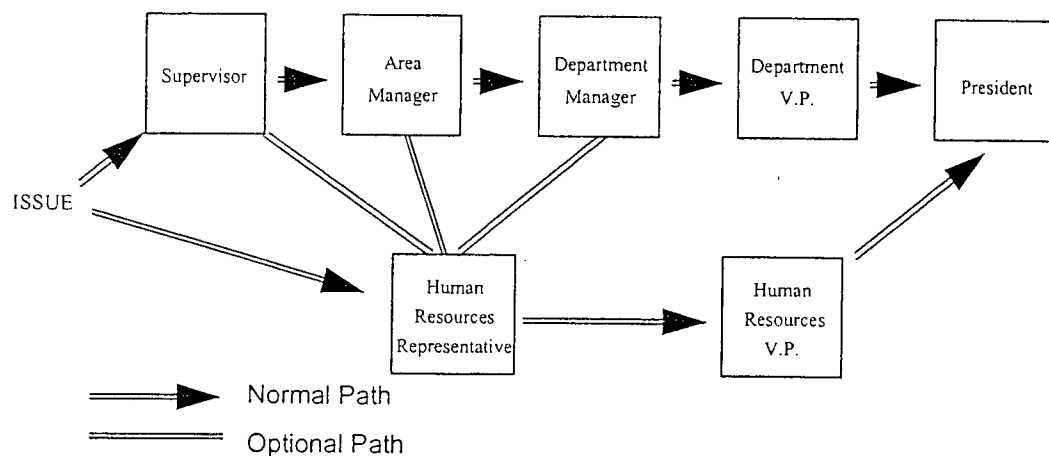 Supervisor
Area
Manager
Department
Manager
Department
V.P.
President
ISSUE
Human
Resources
Representative
Human
Resources
V.P.
Normal Path
Optional Path